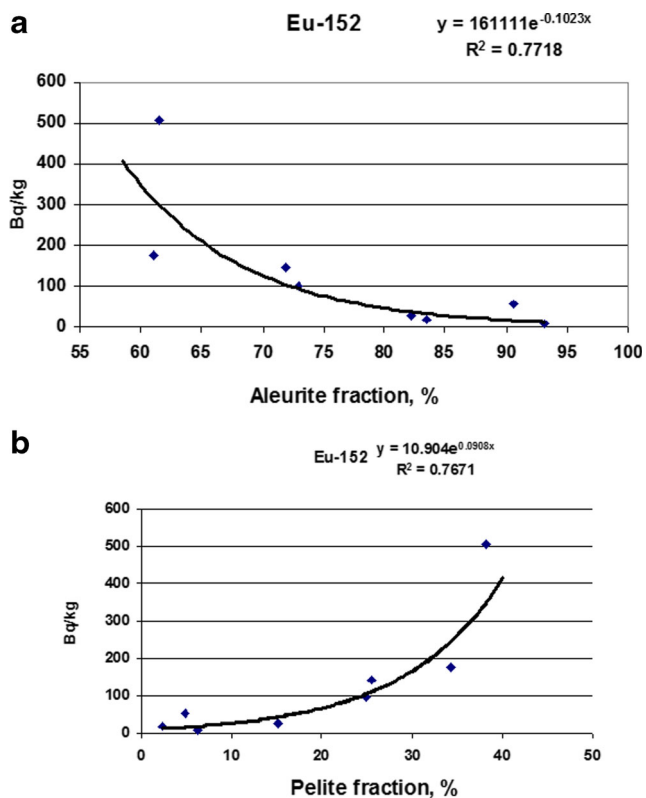 a
Eu-152
y = 161111e^-0.1023x
R² = 0.7718
600
500
400
300
200
100
0
Bq/kg
55 60 65 70 75 80 85 90 95 100
Aleurite fraction, %
b
Eu-152 y = 10.904e^0.0908x
R² = 0.7671
600
500
400
300
200
100
0
Bq/kg
0 10 20 30 40 50
Pelite fraction, %